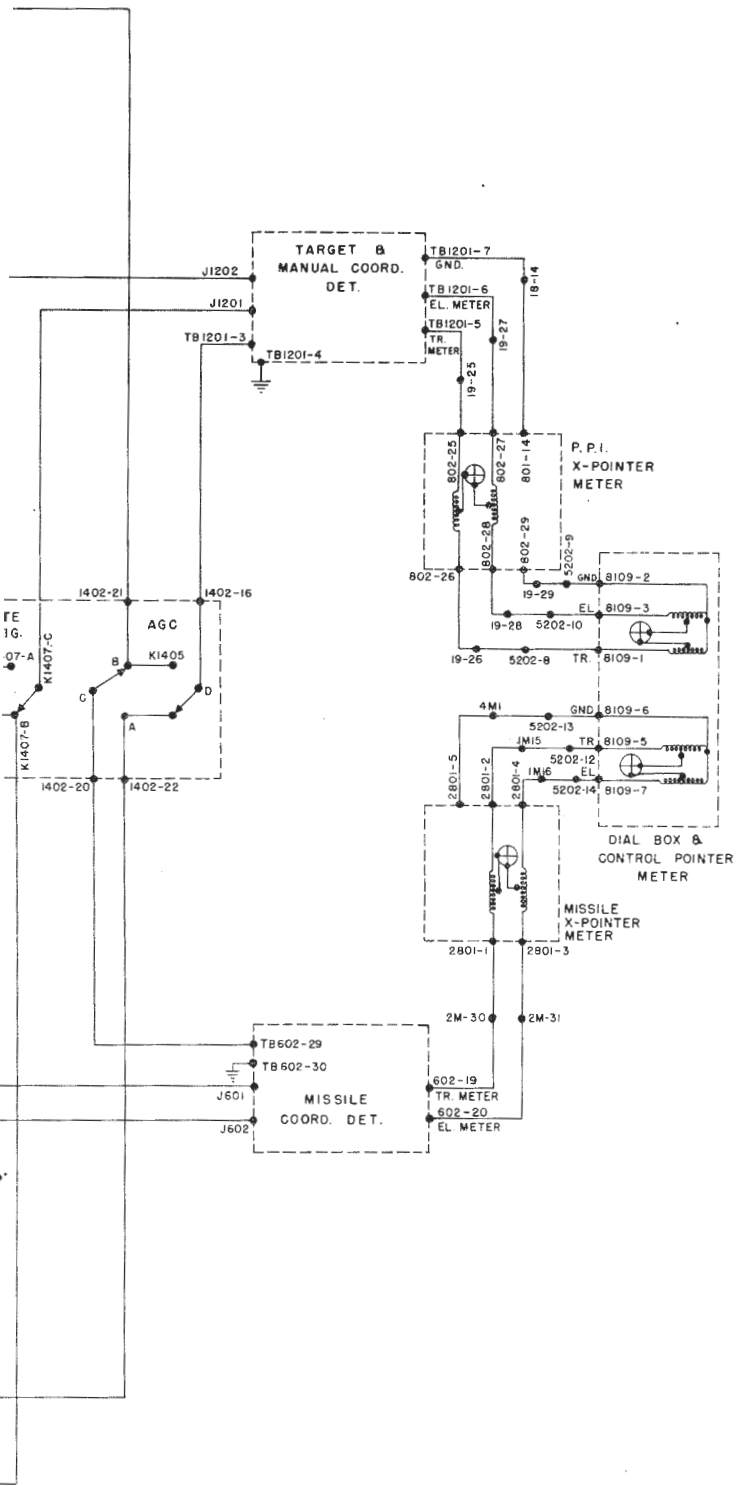 TARGET &
MANUAL COORD.
DET.
J1202
J1201
TB1201-3
TB1201-4
TB1201-7
GND.
TB1201-6
EL. METER
TB1201-5
TR.
METER
18-14
19-27
19-25
802-25
802-27
801-14
P.P.I.
X-POINTER
METER
802-28
802-29
802-26
5202-9
19-29
GND
8109-2
19-28
5202-10
EL
8109-3
19-26
5202-8
TR.
8109-1
1402-21
1402-16
TE
IG.
07-A
K1407-C
K1407-B
AGC
B
K1405
C
D
A
1402-20
1402-22
4M1
GND
8109-6
5202-13
1M15
TR
8109-5
5202-12
1M16
EL
5202-14
8109-7
2801-5
2801-2
2801-4
DIAL BOX &
CONTROL POINTER
METER
MISSILE
X-POINTER
METER
2801-1
2801-3
2M-30
2M-31
TB602-29
TB602-30
J601
J602
MISSILE
COORD. DET.
602-19
TR. METER
602-20
EL. METER